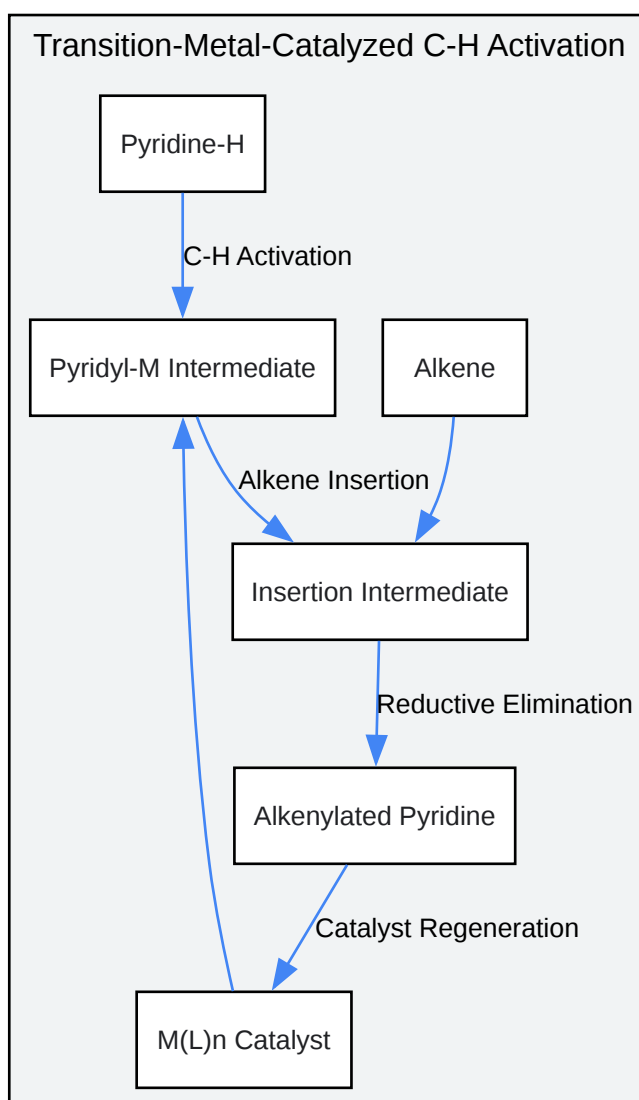 Transition-Metal-Catalyzed C-H Activation
Pyridine-H
C-H Activation
Pyridyl-M Intermediate
Alkene
Alkene Insertion
Insertion Intermediate
Reductive Elimination
Alkenylated Pyridine
Catalyst Regeneration
M(L)n Catalyst